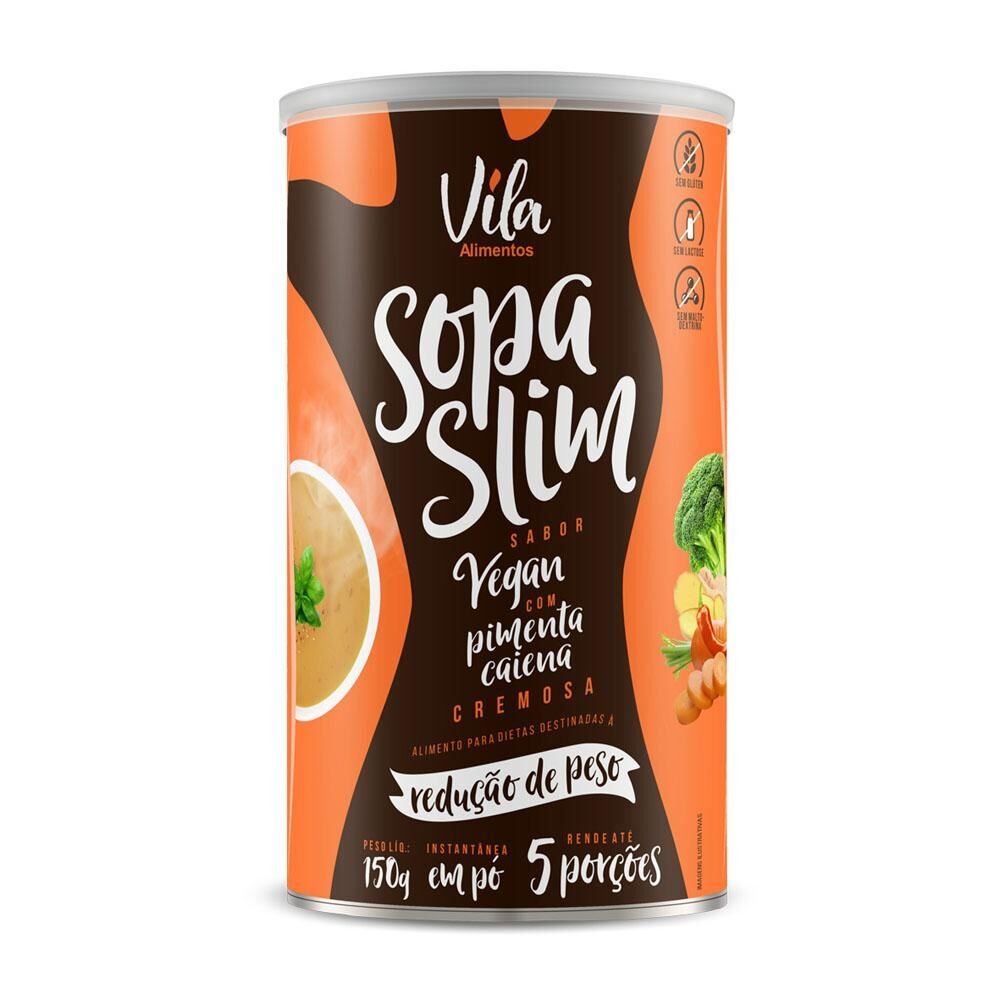 Vila
Alimentos
SEM GLÚTEN
SEM LACTOSE
SEM MALTO-
DEXTRINA
Sopa
Slim
SABOR
Vegan
COM
pimenta
caiena
CREMOSA
ALIMENTO PARA DIETAS DESTINADAS À
redução de peso
PESO LÍQ.:
150g
INSTANTÂNEA
em pó
RENDE ATÉ
5 porções
IMAGENS ILUSTRATIVAS